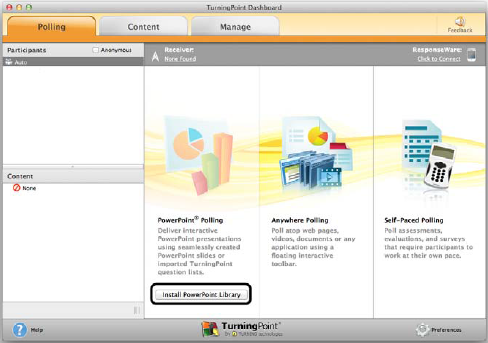 TurningPoint Dashboard
Polling
Content
Manage
Feedback
Participants
Anonymous
Auto
Receiver:
None Found
ResponseWare:
Click to Connect
Content
None
PowerPoint® Polling
Deliver interactive
PowerPoint presentations
using seamlessly created
PowerPoint slides or
imported TurningPoint
question lists.
Install PowerPoint Library
Anywhere Polling
Poll atop web pages,
videos, documents or any
application using a
floating interactive
toolbar.
Self-Paced Polling
Poll assessments,
evaluations, and surveys
that require participants
to work at their own pace.
Help
TurningPoint®
by TURNING technologies
Preferences